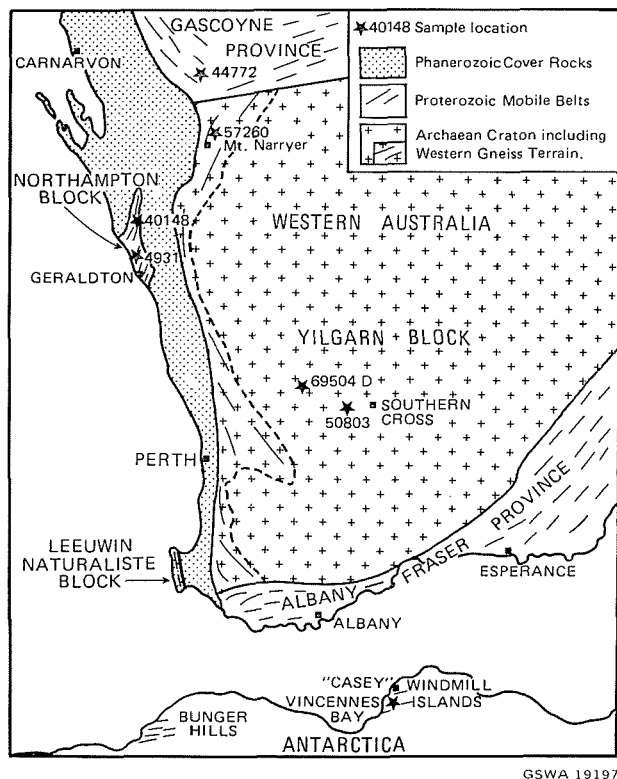 GASCOYNE
PROVINCE
CARNARVON
44772
40148 Sample location
Phanerozoic Cover Rocks
Proterozoic Mobile Belts
Archaean Craton including
Western Gneiss Terrain.
57260
Mt. Narryer
NORTHAMPTON
BLOCK
40148
4931
GERALDTON
WESTERN AUSTRALIA
YILGARN BLOCK
69504 D
50803
SOUTHERN
CROSS
PERTH
LEEUWIN
NATURALISTE
BLOCK
ALBANY FRASER PROVINCE
ESPERANCE
ALBANY
"CASEY"
WINDMILL
ISLANDS
VINCENNES
BAY
BUNGER
HILLS
ANTARCTICA
GSWA 19197